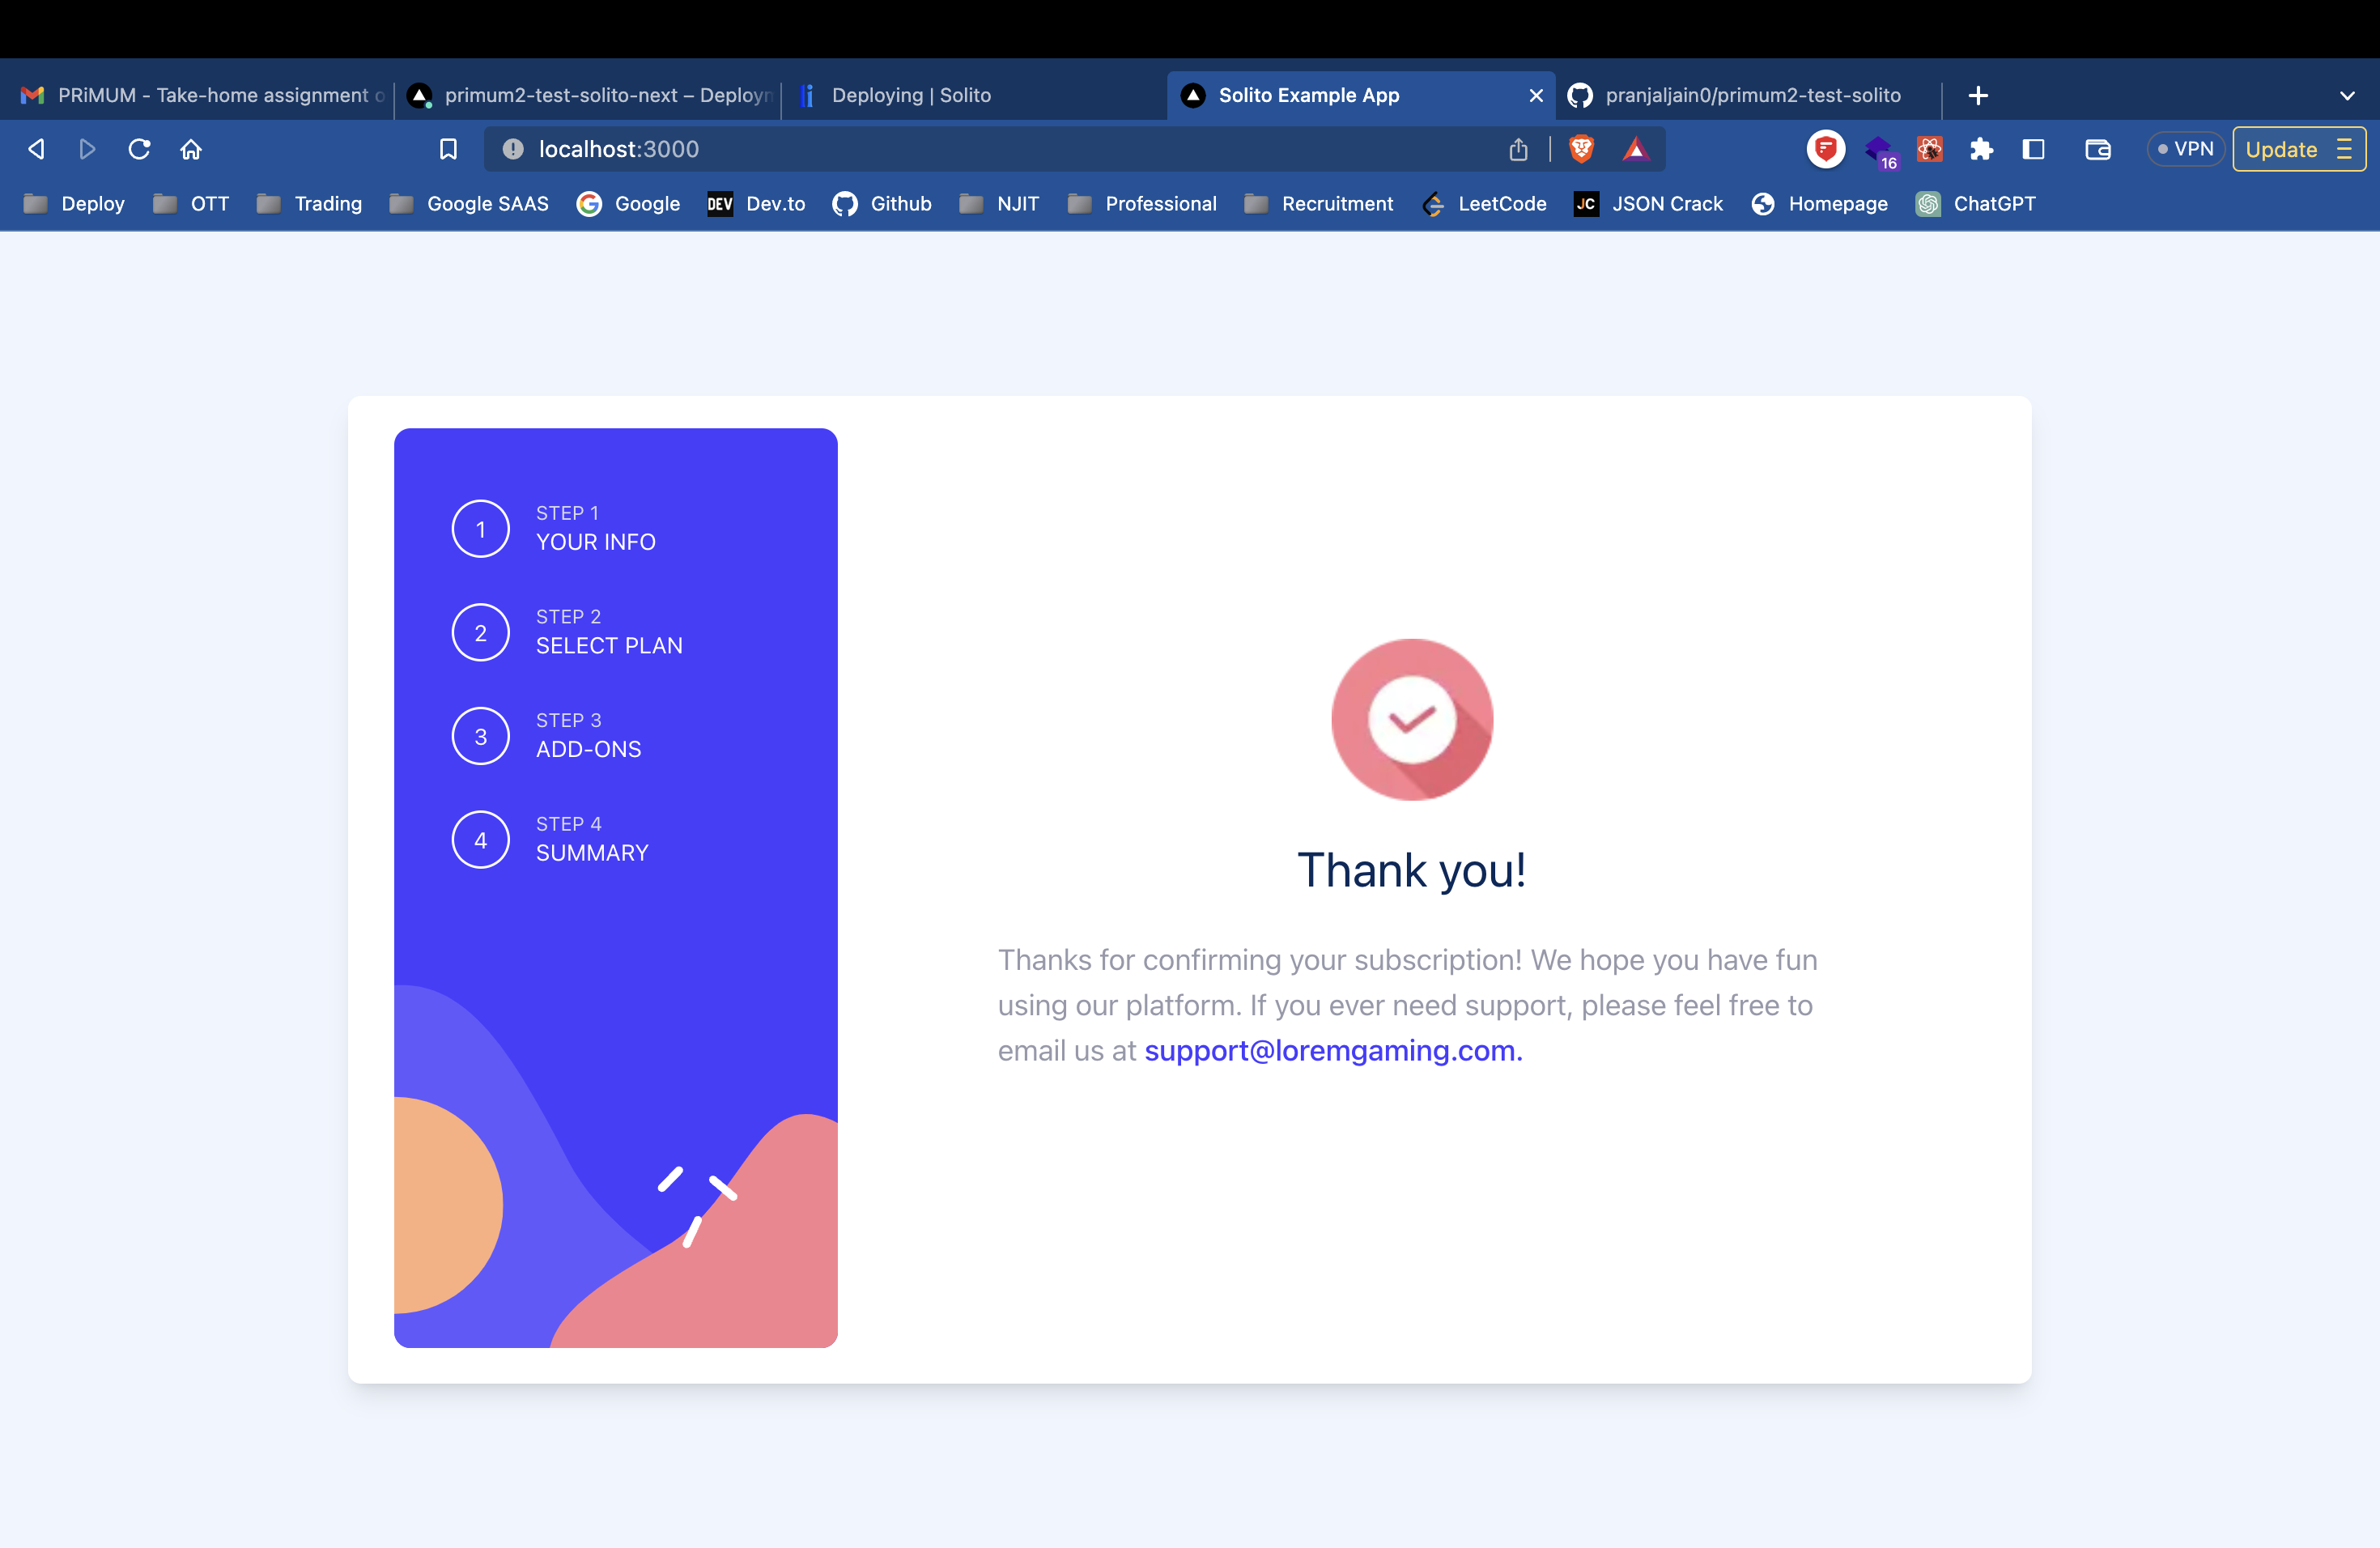 PRiMUM - Take-home assignment
primum2-test-solito-next – Deploym
Deploying | Solito
Solito Example App
pranjaljain0/primum2-test-solito
localhost:3000
16
VPN
Update
Deploy
OTT
Trading
Google SAAS
Google
DEV
Dev.to
Github
NJIT
Professional
Recruitment
LeetCode
JC
JSON Crack
Homepage
ChatGPT
1
STEP 1
YOUR INFO
2
STEP 2
SELECT PLAN
3
STEP 3
ADD-ONS
4
STEP 4
SUMMARY
Thank you!
Thanks for confirming your subscription! We hope you have fun
using our platform. If you ever need support, please feel free to
email us at support@loremgaming.com.